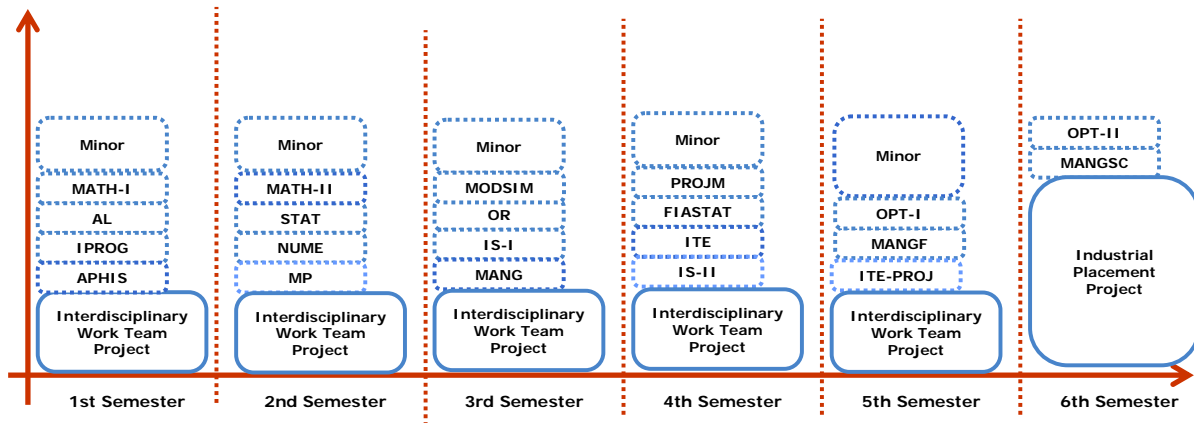 Minor
MATH-I
AL
IPROG
APHIS
Interdisciplinary
Work Team
Project
1st Semester
Minor
MATH-II
STAT
NUME
MP
Interdisciplinary
Work Team
Project
2nd Semester
Minor
MODSIM
OR
IS-I
MANG
Interdisciplinary
Work Team
Project
3rd Semester
Minor
PROJM
FIASTAT
ITE
IS-II
Interdisciplinary
Work Team
Project
4th Semester
Minor
OPT-I
MANGF
ITE-PROJ
Interdisciplinary
Work Team
Project
5th Semester
OPT-II
MANGSC
Industrial
Placement
Project
6th Semester